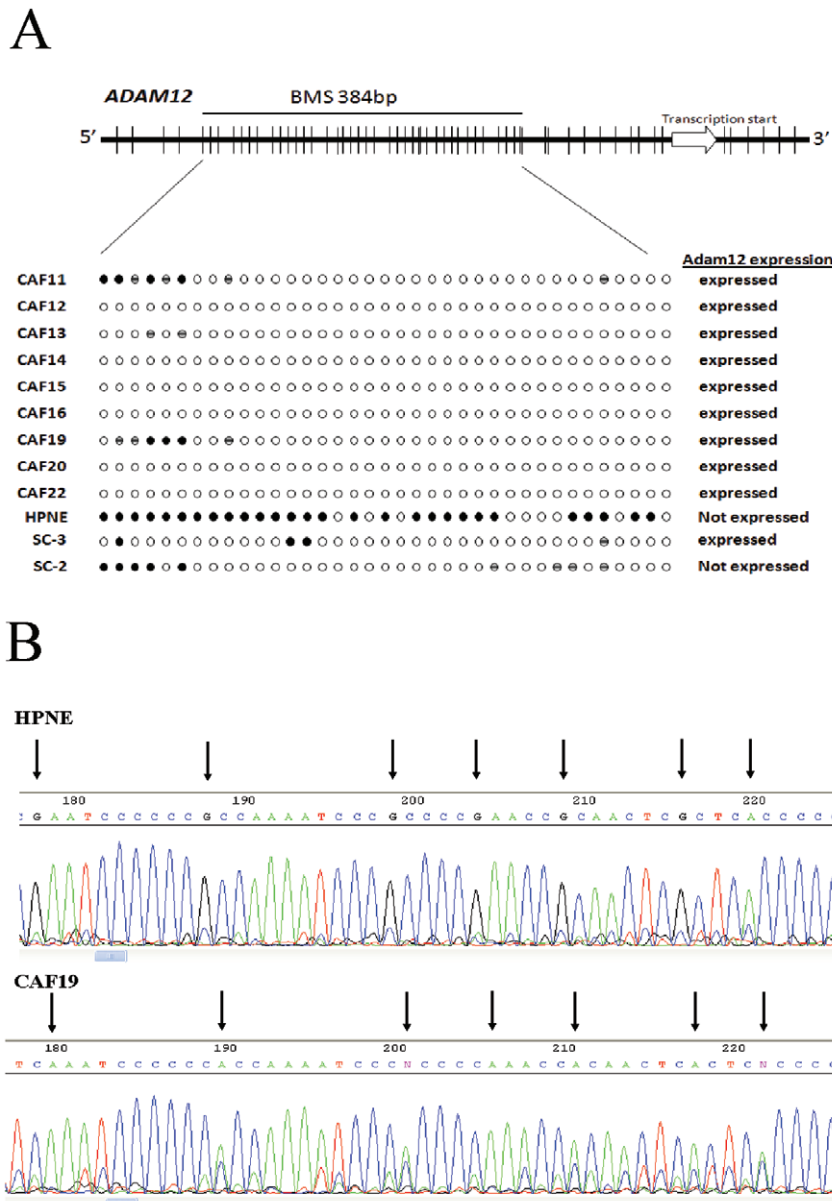 A
ADAM12 BMS 384bp
Transcription start
5′ 3′
Adam12 expression
CAF11 expressed
CAF12 expressed
CAF13 expressed
CAF14 expressed
CAF15 expressed
CAF16 expressed
CAF19 expressed
CAF20 expressed
CAF22 expressed
HPNE Not expressed
SC-3 expressed
SC-2 Not expressed
B
HPNE
180 190 200 210 220
G A A T C C C C C C G C C A A A A T C C C G C C C C G A A C C G C A A C T C G C T C A C C C C
CAF19
180 190 200 210 220
T C A A A T C C C C C C A C C A A A A T C C C N C C C C A A A C C A C A A C T C A C T C N C C C C